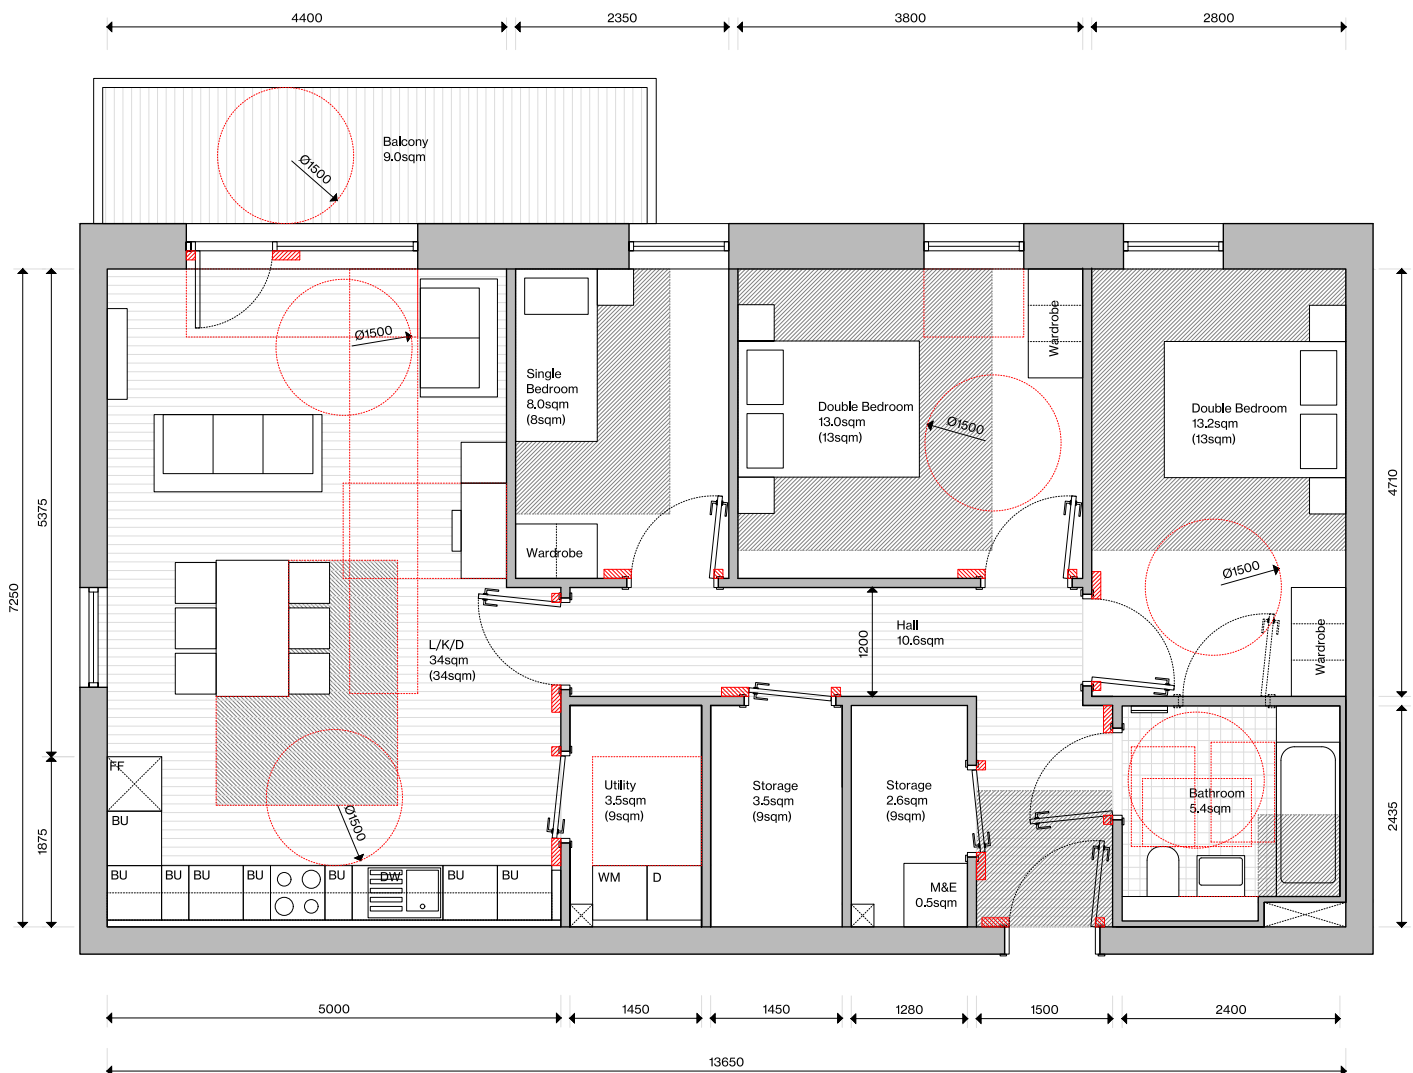 4400
2350
3800
2800
Balcony
9.0sqm
Ø1500
Ø1500
Single
Bedroom
8.0sqm
(8sqm)
Wardrobe
Double Bedroom
13.0sqm
(13sqm)
Wardrobe
Ø1500
Double Bedroom
13.2sqm
(13sqm)
Ø1500
Wardrobe
7250
5375
1875
4710
2435
L/K/D
34sqm
(34sqm)
1200
Hall
10.6sqm
FF
BU
Ø1500
BU
BU
BU
BU
BU
DW
BU
BU
Utility
3.5sqm
(9sqm)
WM
D
Storage
3.5sqm
(9sqm)
Storage
2.6sqm
(9sqm)
M&E
0.5sqm
Bathroom
5.4sqm
5000
1450
1450
1280
1500
2400
13650